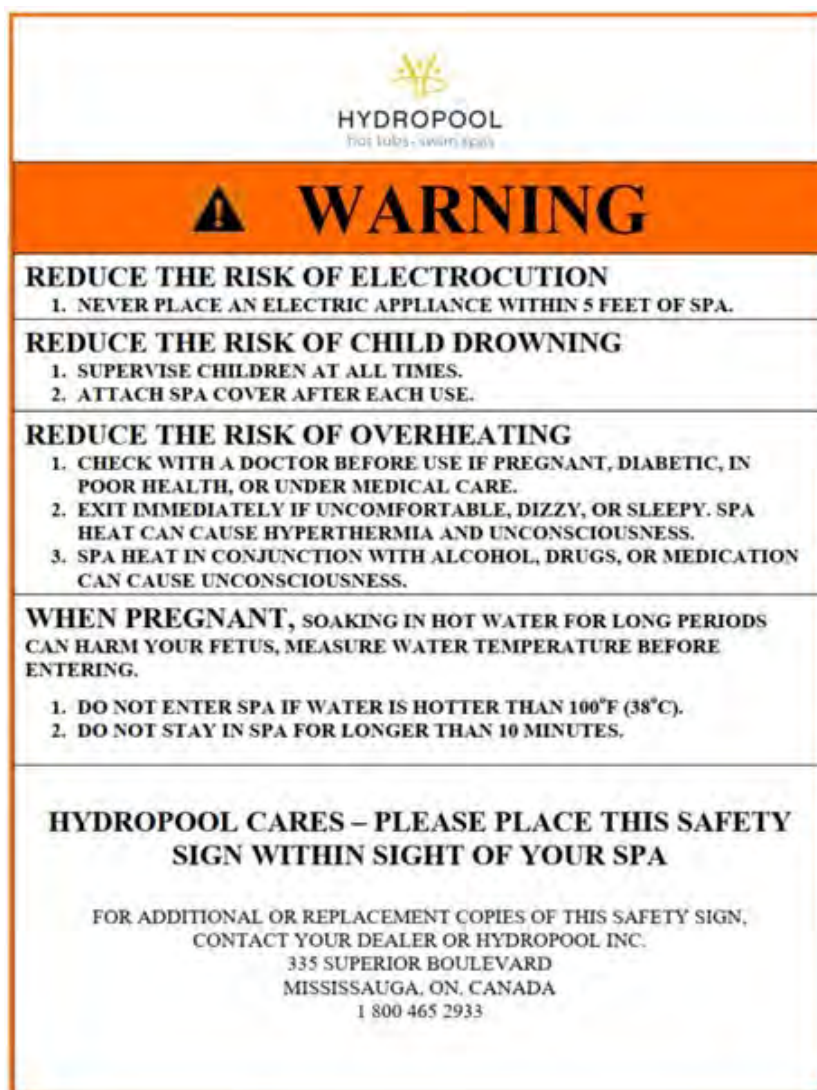 HYDROPOOL
hot tubs - swim spas
WARNING
REDUCE THE RISK OF ELECTROCUTION
1. NEVER PLACE AN ELECTRIC APPLIANCE WITHIN 5 FEET OF SPA.
REDUCE THE RISK OF CHILD DROWNING
1. SUPERVISE CHILDREN AT ALL TIMES.
2. ATTACH SPA COVER AFTER EACH USE.
REDUCE THE RISK OF OVERHEATING
1. CHECK WITH A DOCTOR BEFORE USE IF PREGNANT, DIABETIC, IN
POOR HEALTH, OR UNDER MEDICAL CARE.
2. EXIT IMMEDIATELY IF UNCOMFORTABLE, DIZZY, OR SLEEPY. SPA
HEAT CAN CAUSE HYPERTHERMIA AND UNCONSCIOUSNESS.
3. SPA HEAT IN CONJUNCTION WITH ALCOHOL, DRUGS, OR MEDICATION
CAN CAUSE UNCONSCIOUSNESS.
WHEN PREGNANT, SOAKING IN HOT WATER FOR LONG PERIODS
CAN HARM YOUR FETUS, MEASURE WATER TEMPERATURE BEFORE
ENTERING.
1. DO NOT ENTER SPA IF WATER IS HOTTER THAN 100°F (38°C).
2. DO NOT STAY IN SPA FOR LONGER THAN 10 MINUTES.
HYDROPOOL CARES – PLEASE PLACE THIS SAFETY
SIGN WITHIN SIGHT OF YOUR SPA
FOR ADDITIONAL OR REPLACEMENT COPIES OF THIS SAFETY SIGN,
CONTACT YOUR DEALER OR HYDROPOOL INC.
335 SUPERIOR BOULEVARD
MISSISSAUGA, ON. CANADA
1 800 465 2933